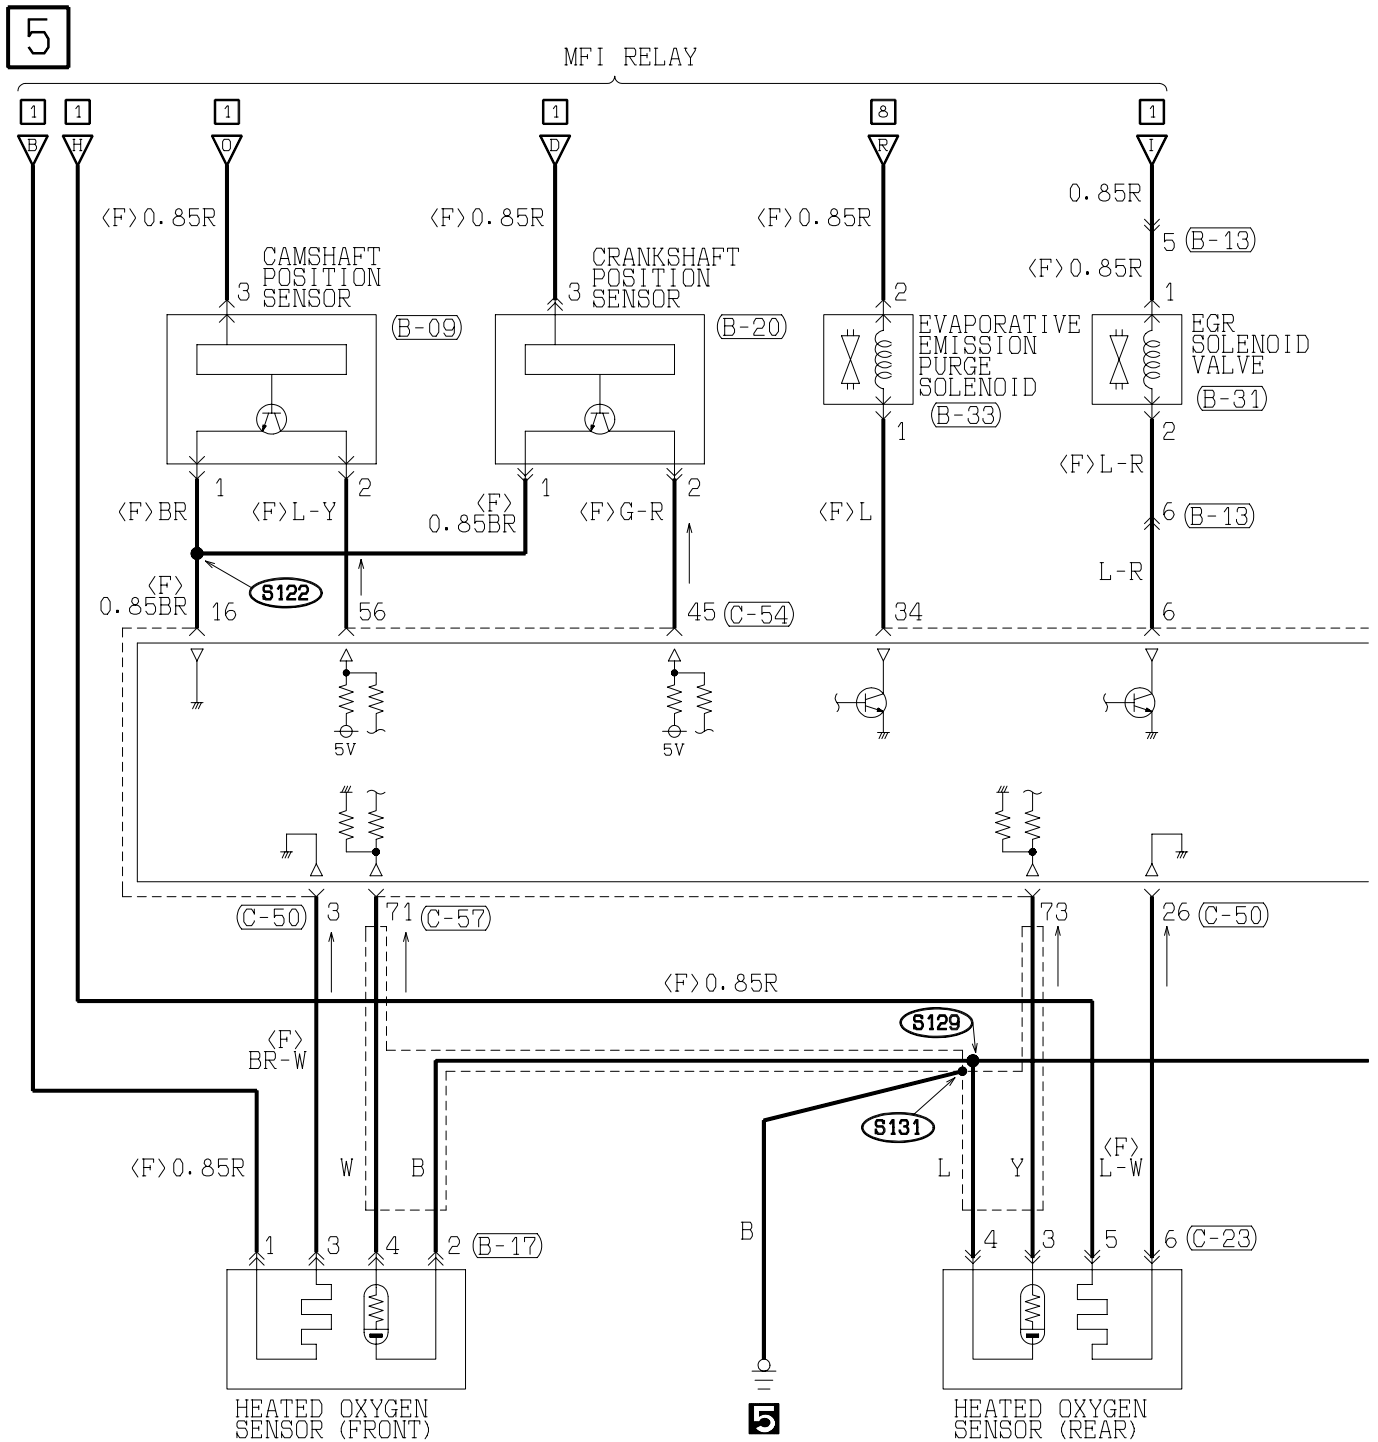 5
MFI RELAY
1 1 1 1 8 1
B H O D R I
0.85R
<F>0.85R <F>0.85R <F>0.85R
5 (B-13)
<F>0.85R
CAMSHAFT
POSITION
SENSOR
3
CRANKSHAFT
POSITION
SENSOR
3
2
1
(B-09)
(B-20)
EVAPORATIVE
EMISSION
PURGE
SOLENOID
(B-33)
EGR
SOLENOID
VALVE
(B-31)
1 2
<F>L-R
1 2 1 2
<F>BR <F>L-Y
<F>
0.85BR
<F>G-R <F>L
6 (B-13)
L-R
S122
<F>
0.85BR
16 56 45 (C-54) 34 6
5V 5V
(C-50) 3 71 (C-57) 73 26 (C-50)
<F>0.85R
S129
<F>
BR-W
S131
<F>0.85R W B L Y
<F>
L-W
B
1 3 4 2 (B-17)
4 3 5 6 (C-23)
HEATED OXYGEN
SENSOR (FRONT)
5
HEATED OXYGEN
SENSOR (REAR)